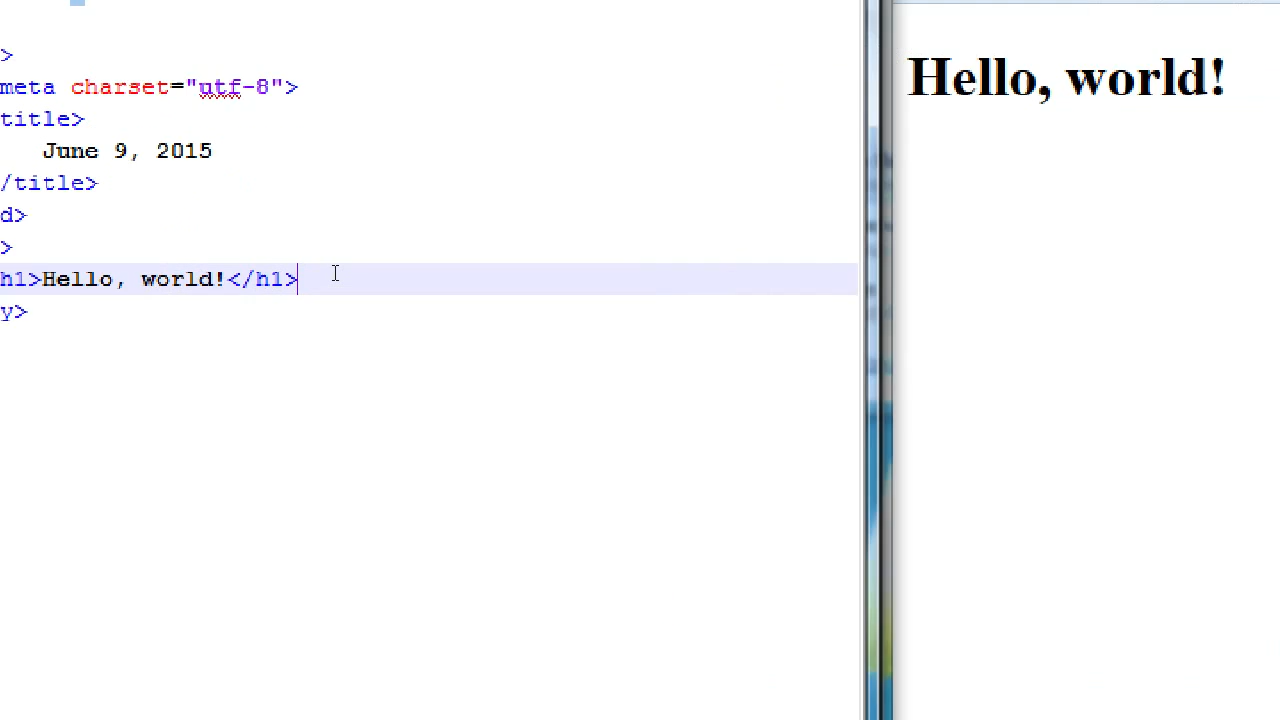 >
meta charset="utf-8">
title>
June 9, 2015
/title>
d>
>
h1>Hello, world!</h1>
y>
Hello, world!